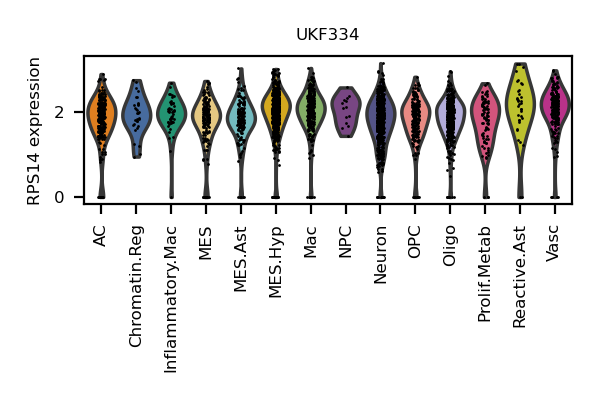 UKF334
RPS14 expression
2
0
AC
Chromatin.Reg
Inflammatory.Mac
MES
MES.Ast
MES.Hyp
Mac
NPC
Neuron
OPC
Oligo
Prolif.Metab
Reactive.Ast
Vasc